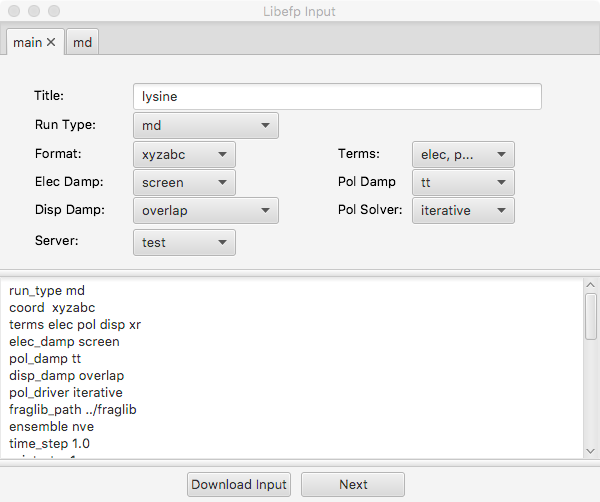 Libefp Input
main ✕ md
Title: lysine
Run Type: md
Format: xyzabc Terms: elec, p...
Elec Damp: screen Pol Damp tt
Disp Damp: overlap Pol Solver: iterative
Server: test
run_type md
coord  xyzabc
terms elec pol disp xr
elec_damp screen
pol_damp tt
disp_damp overlap
pol_driver iterative
fraglib_path ../fraglib
ensemble nve
time_step 1.0
Download Input Next